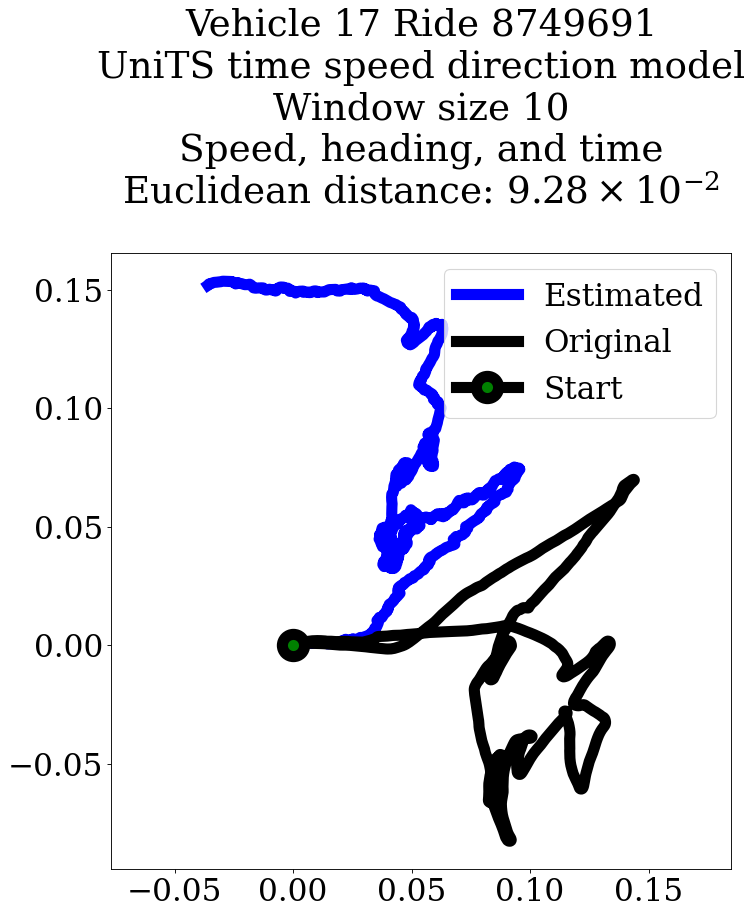 Vehicle 17 Ride 8749691
UniTS time speed direction model
Window size 10
Speed, heading, and time
Euclidean distance: 9.28 × 10⁻²
Estimated
Original
Start
0.15
0.10
0.05
0.00
−0.05
−0.05 0.00 0.05 0.10 0.15